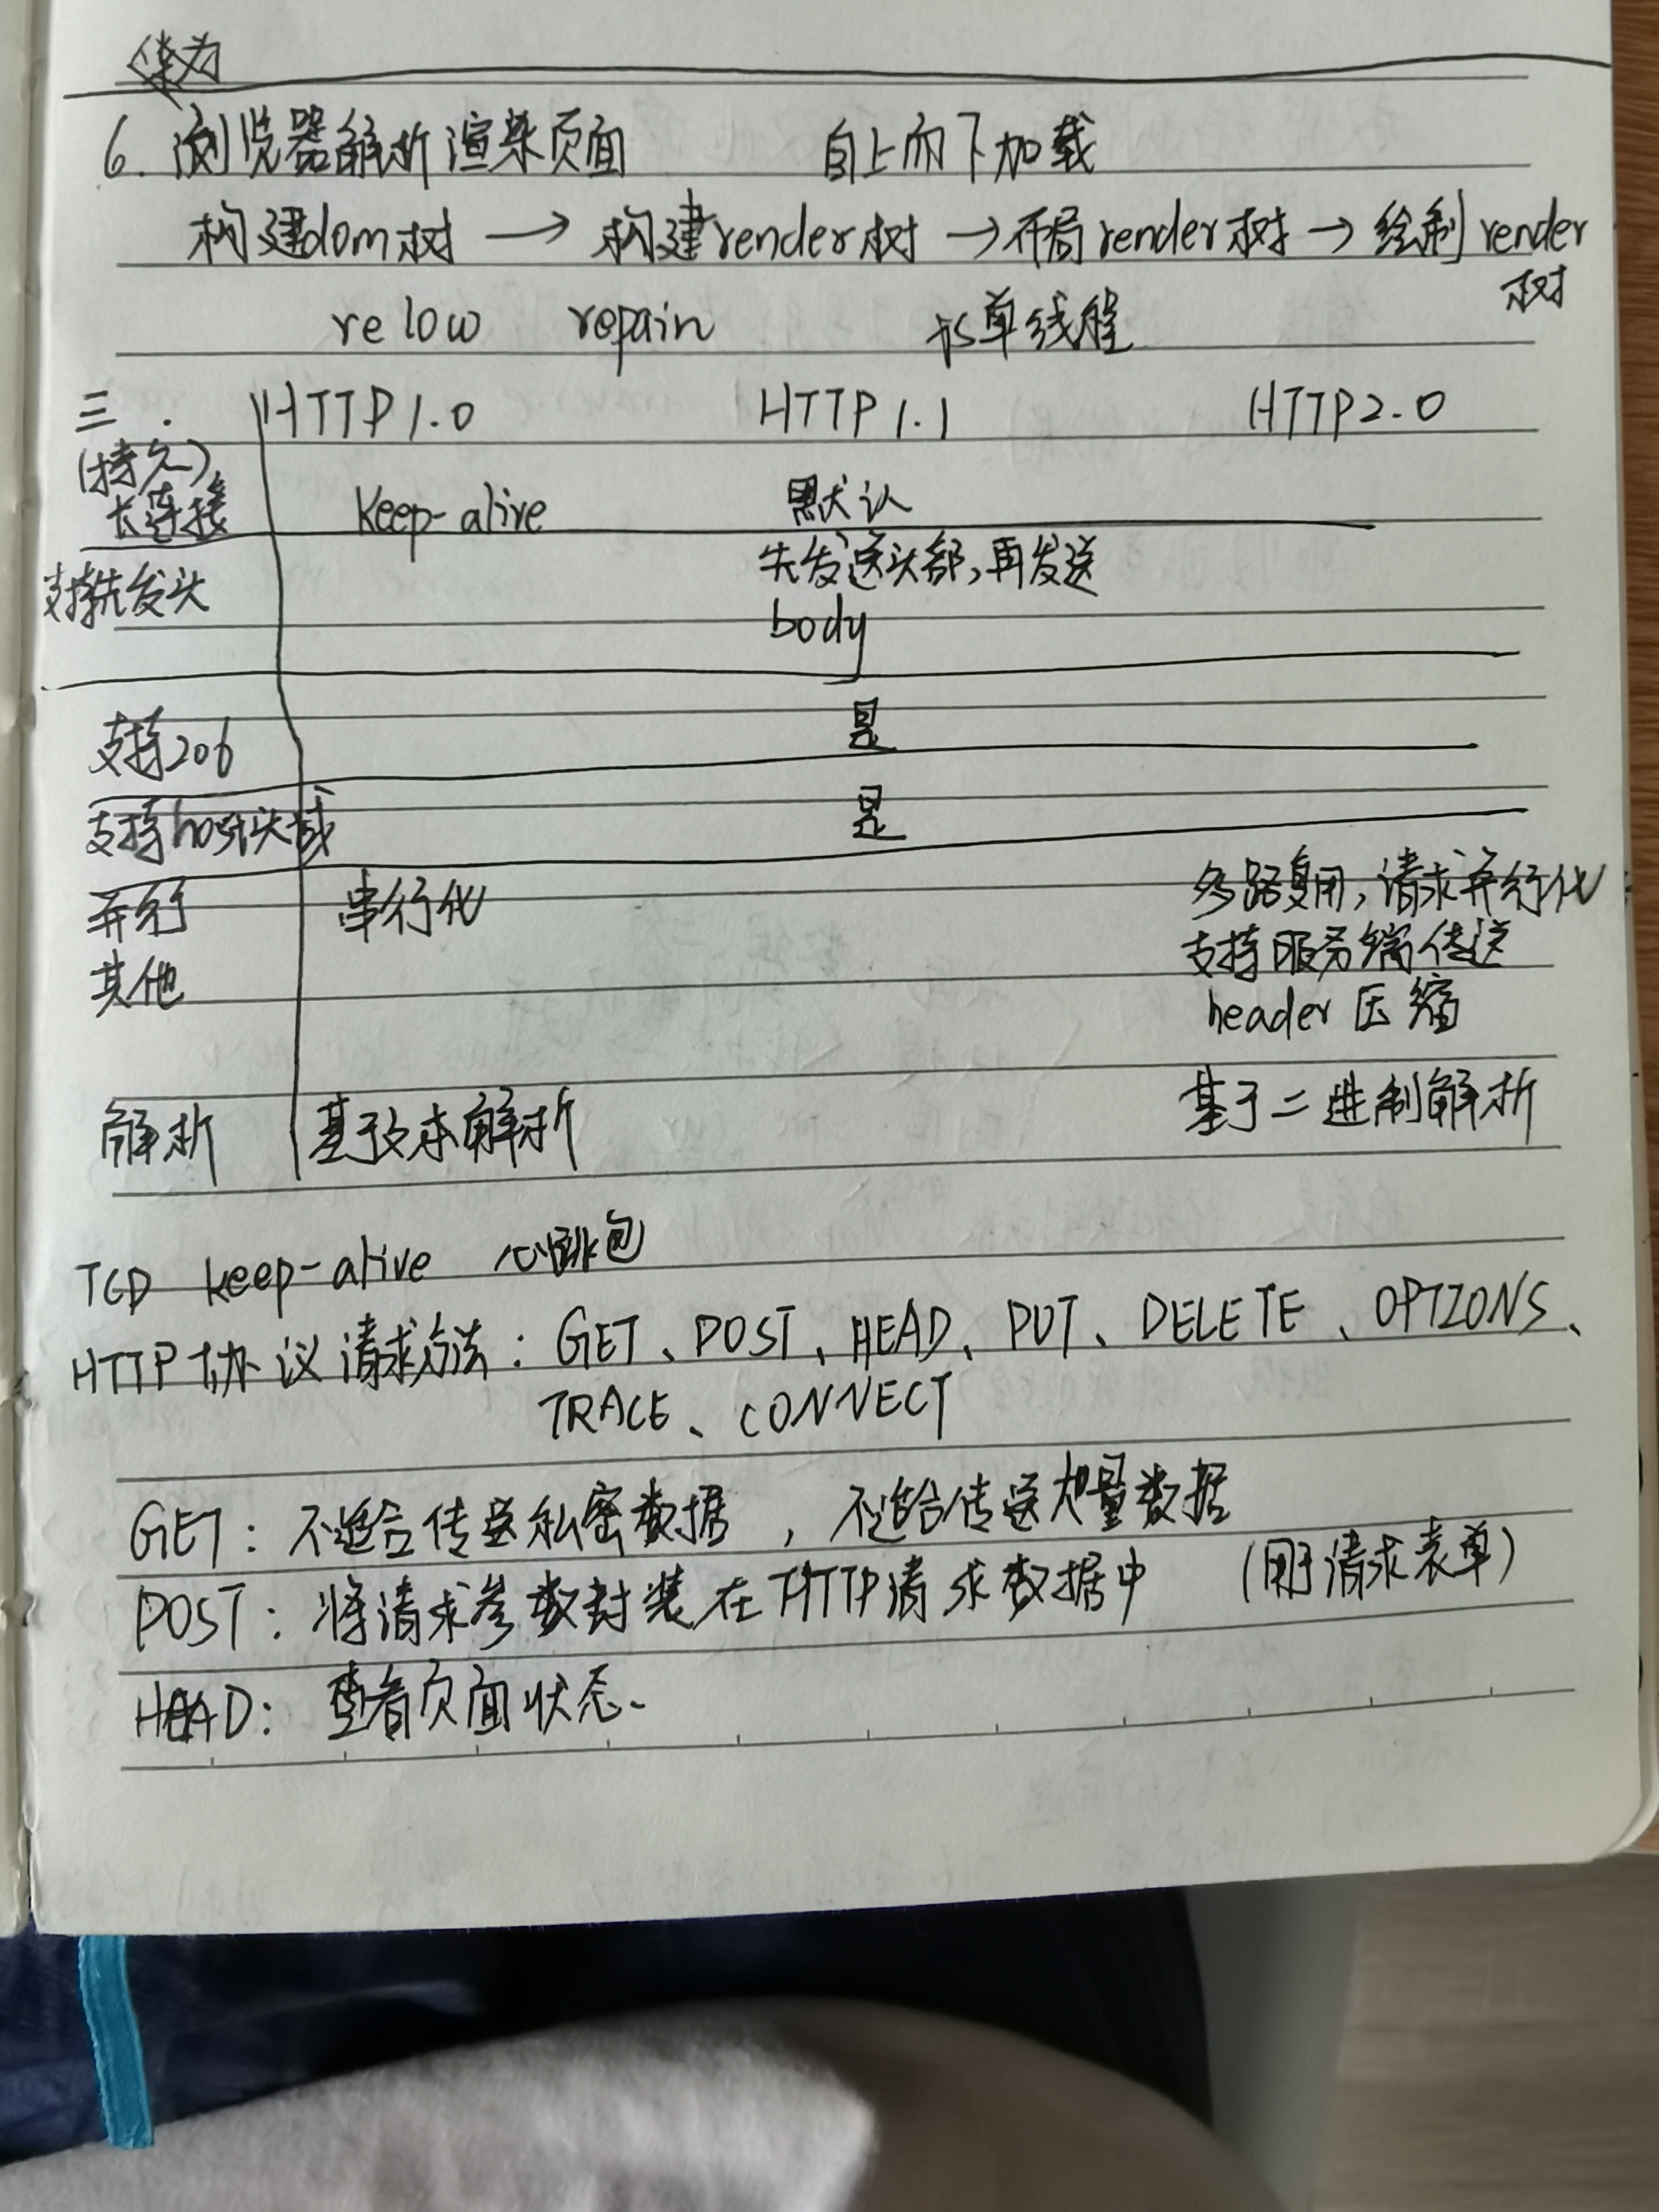 华为
6. 浏览器解析渲染页面 自上而下加载
构建dom树 → 构建render树 → 布局render树 → 绘制render
树
relow repain js单线程
三. HTTP1.0 HTTP1.1 HTTP2.0
(持久)
长连接 keep-alive 默认
支持先发头 先发送头部,再发送
body
支持206 是
支持host头域 是
并行 串行化 多路复用,请求并行化
其他 支持服务端传送
header 压缩
解析 基于文本解析 基于二进制解析
TCP keep-alive 心跳包
HTTP协议请求方法: GET、POST、HEAD、PUT、DELETE、OPTIONS、
TRACE、CONNECT
GET: 不适合传送私密数据, 不适合传送大量数据
POST: 将请求参数封装在HTTP请求数据中 (用于请求表单)
HEAD: 查看页面状态.